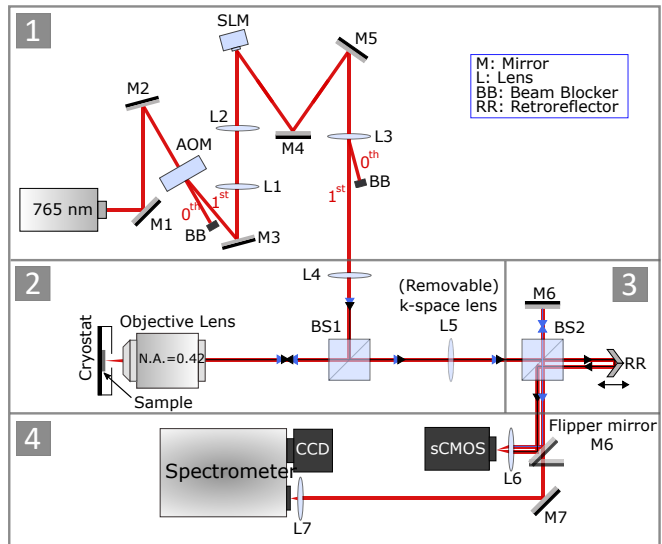 1
SLM
M5
M: Mirror
L: Lens
BB: Beam Blocker
RR: Retroreflector
M2
L2
M4
L3
AOM
0th
BB
1st
L1
1st
0th
765 nm
M1
BB
M3
2
L4
(Removable)
k-space lens
L5
M6
3
BS1
BS2
Cryostat
Objective Lens
N.A.=0.42
RR
Sample
4
Flipper mirror
M6
CCD
sCMOS
L6
Spectrometer
L7
M7